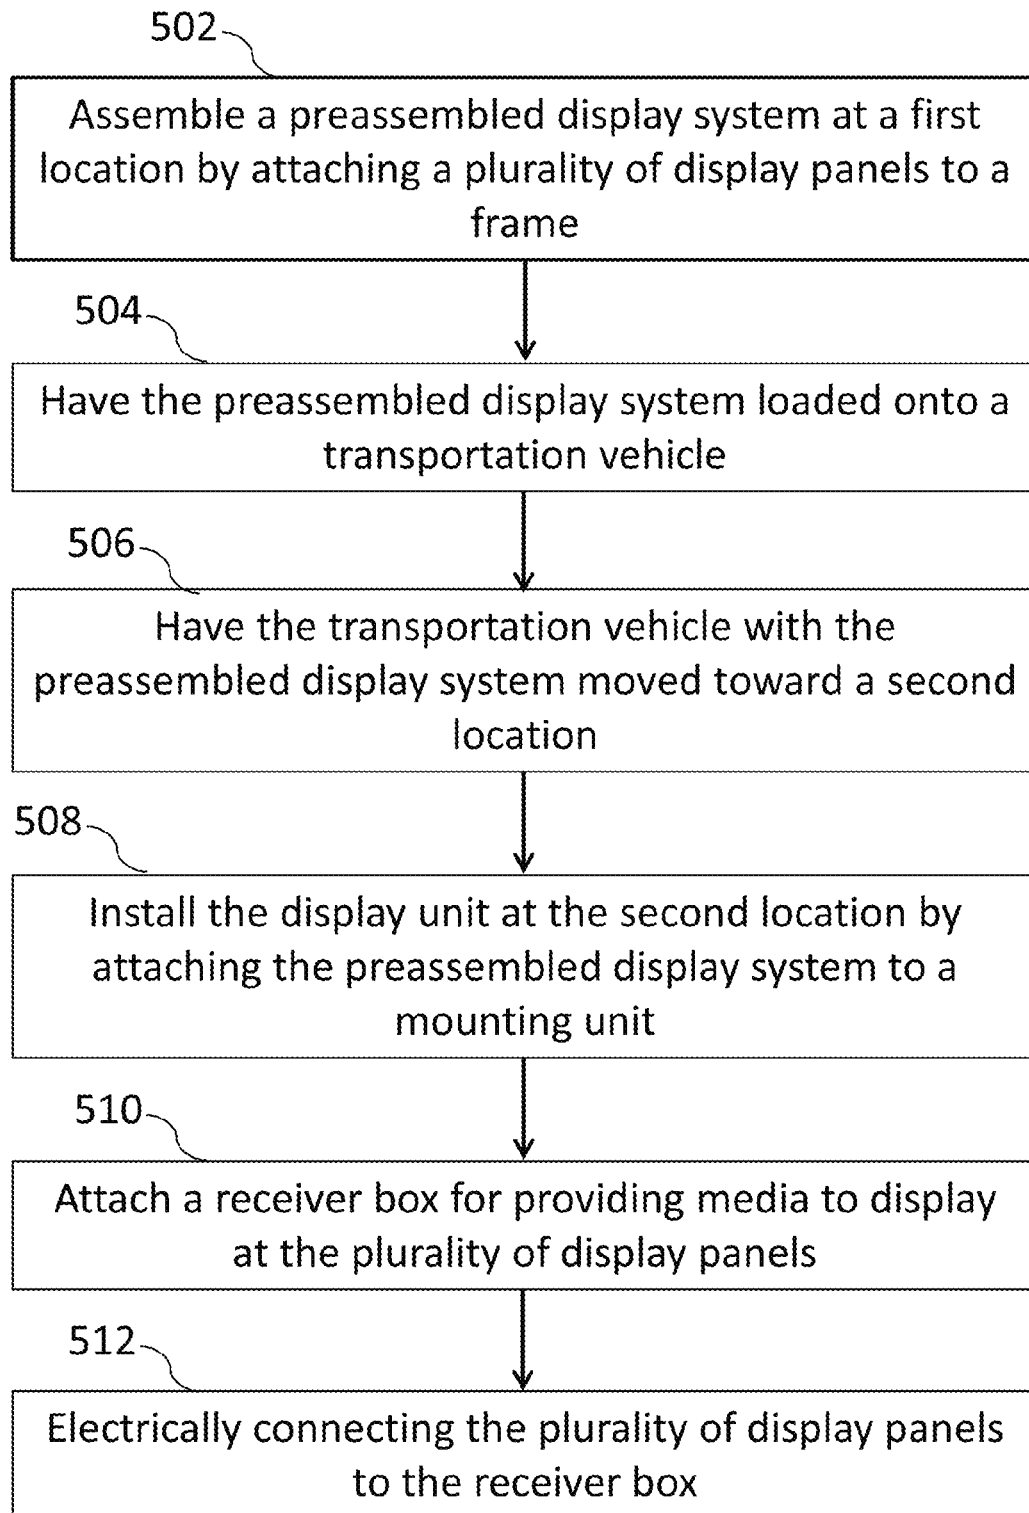 502
Assemble a preassembled display system at a first
location by attaching a plurality of display panels to a
frame
504
Have the preassembled display system loaded onto a
transportation vehicle
506
Have the transportation vehicle with the
preassembled display system moved toward a second
location
508
Install the display unit at the second location by
attaching the preassembled display system to a
mounting unit
510
Attach a receiver box for providing media to display
at the plurality of display panels
512
Electrically connecting the plurality of display panels
to the receiver box